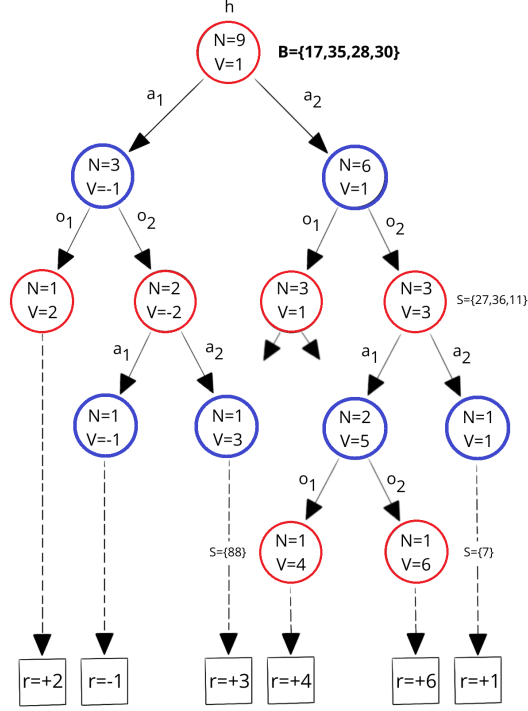 h
N=9
V=1
B={17,35,28,30}
a1
a2
N=3
V=-1
N=6
V=1
o1
o2
o1
o2
N=1
V=2
N=2
V=-2
N=3
V=1
N=3
V=3
S={27,36,11}
a1
a2
a1
a2
N=1
V=-1
N=1
V=3
N=2
V=5
N=1
V=1
o1
o2
S={88}
N=1
V=4
N=1
V=6
S={7}
r=+2
r=-1
r=+3
r=+4
r=+6
r=+1